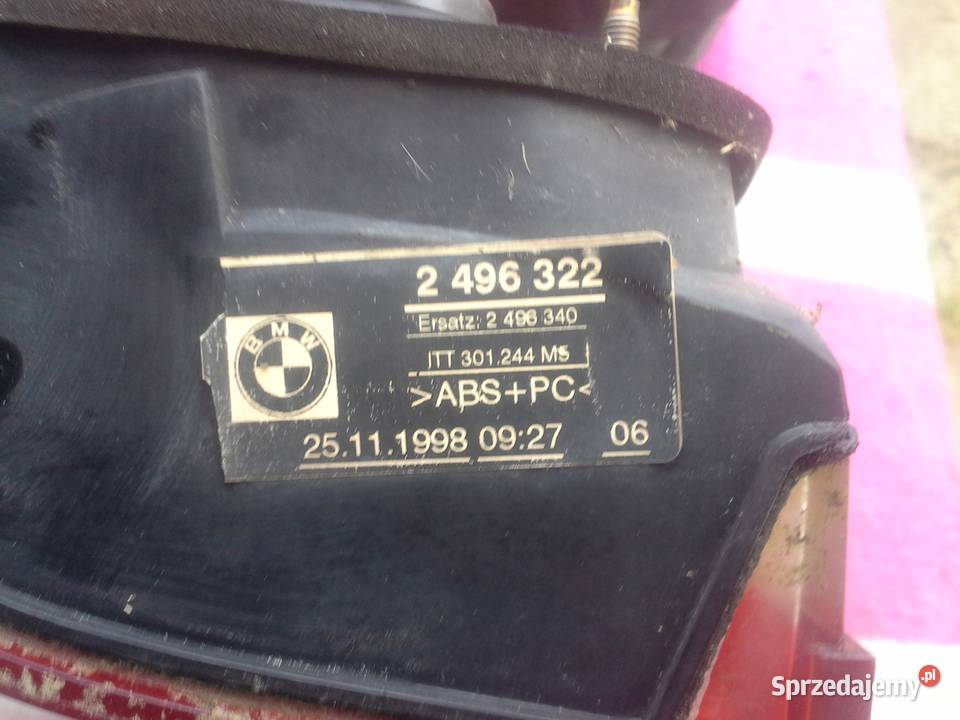 2 496 322
Ersatz: 2 496 340
ITT 301.244 M5
BMW
>ABS+PC<
25.11.1998 09:27 06
Sprzedajemy.pl